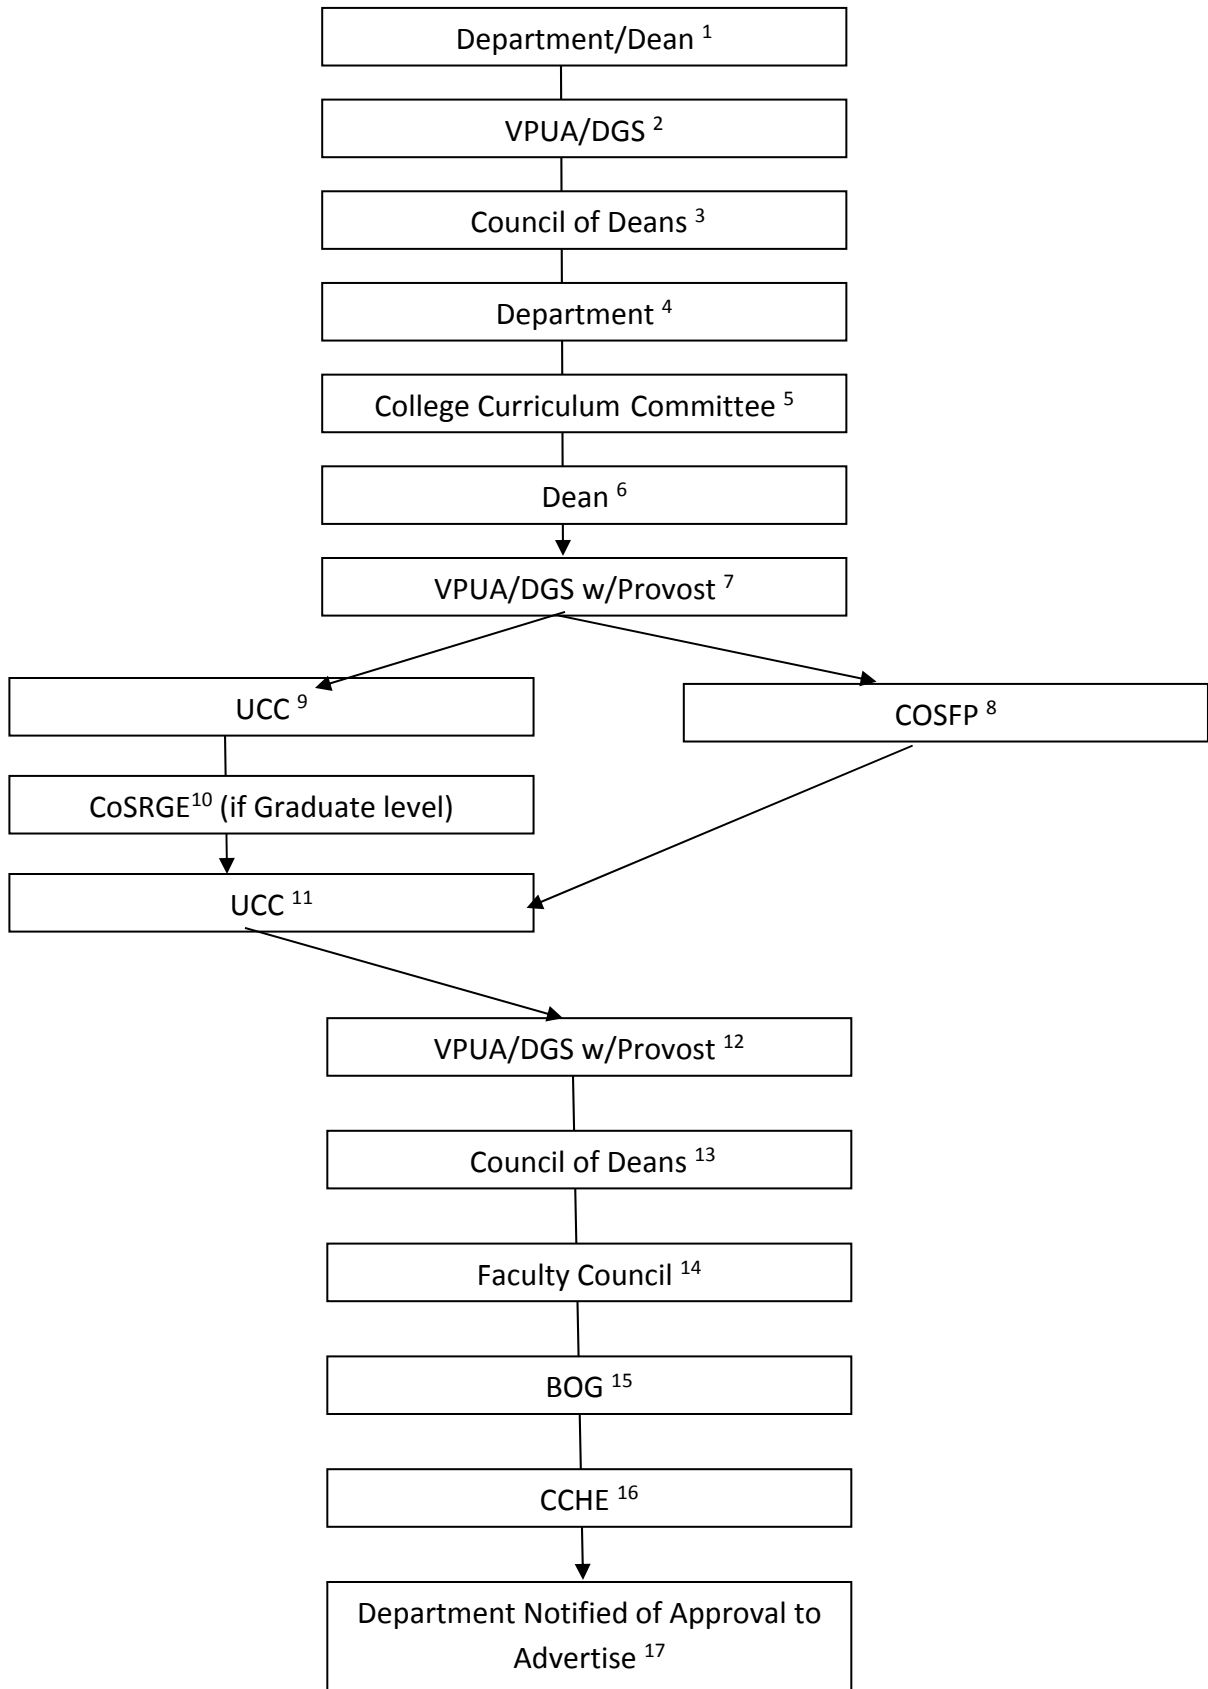 Department/Dean 1
VPUA/DGS 2
Council of Deans 3
Department 4
College Curriculum Committee 5
Dean 6
VPUA/DGS w/Provost 7
UCC 9
COSFP 8
CoSRGE10 (if Graduate level)
UCC 11
VPUA/DGS w/Provost 12
Council of Deans 13
Faculty Council 14
BOG 15
CCHE 16
Department Notified of Approval to
Advertise 17